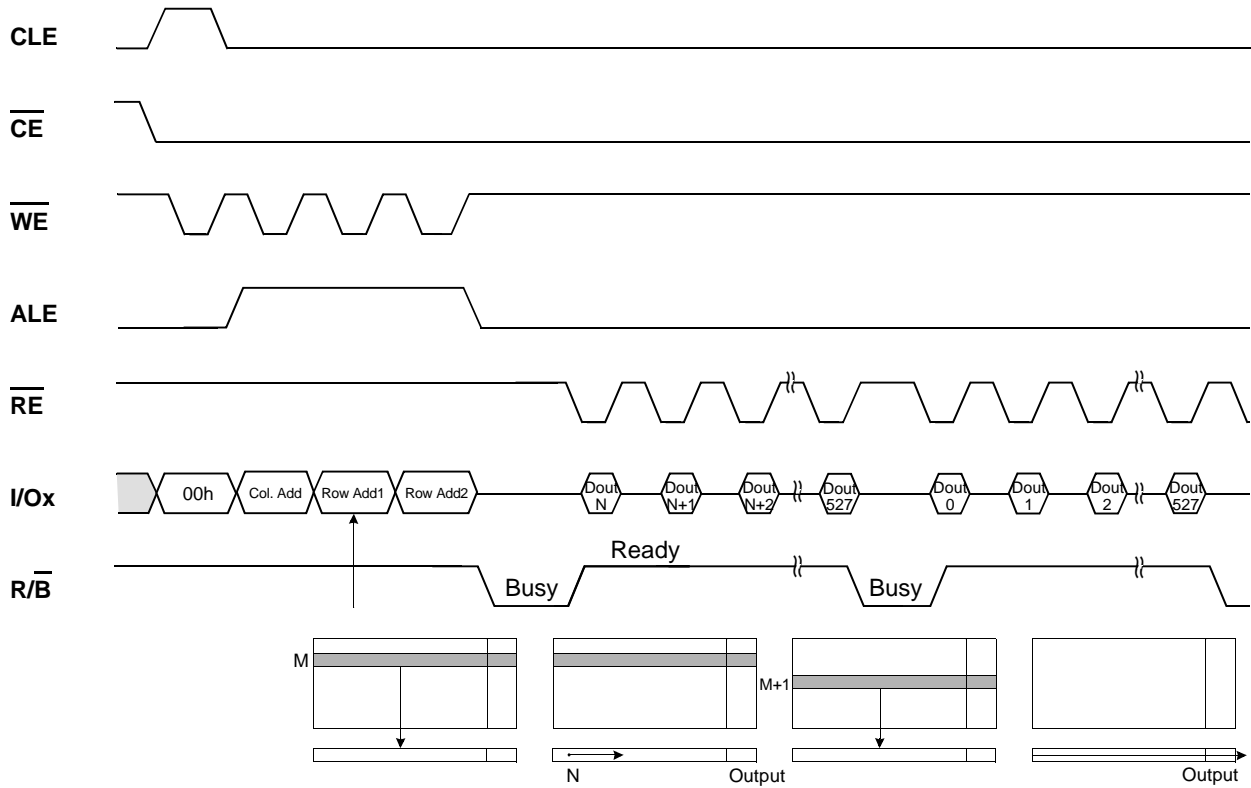 CLE
CE
WE
ALE
RE
I/Ox
00h
Col. Add
Row Add1
Row Add2
Dout
N
Dout
N+1
Dout
N+2
Dout
527
Dout
0
Dout
1
Dout
2
Dout
527
R/B
Busy
Ready
Busy
M
M+1
N
Output
Output